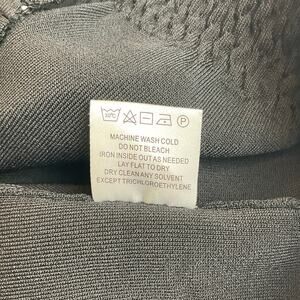 30°C P
MACHINE WASH COLD
DO NOT BLEACH
IRON INSIDE OUT AS NEEDED
LAY FLAT TO DRY
DRY CLEAN ANY SOLVENT
EXCEPT TRICHLOROETHYLENE